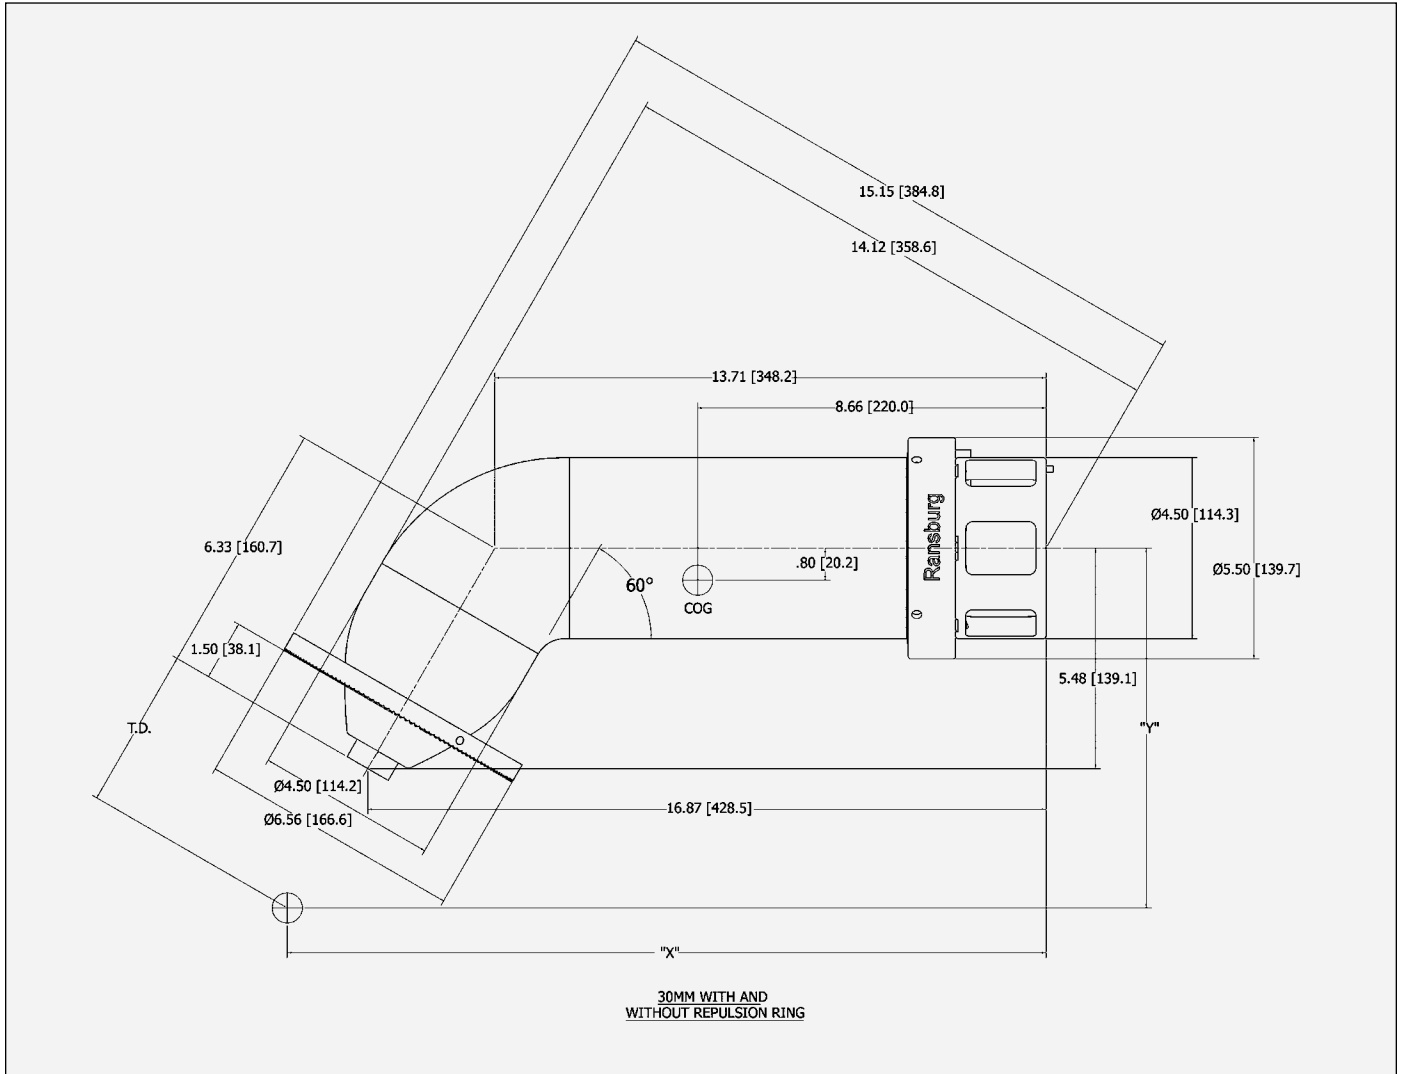 15.15 [384.8]
14.12 [358.6]
13.71 [348.2]
8.66 [220.0]
Ø4.50 [114.3]
6.33 [160.7]
Ransburg
.80 [20.2]
Ø5.50 [139.7]
60°
COG
1.50 [38.1]
5.48 [139.1]
T.D.
"Y"
Ø4.50 [114.2]
16.87 [428.5]
Ø6.56 [166.6]
"X"
30MM WITH AND
WITHOUT REPULSION RING